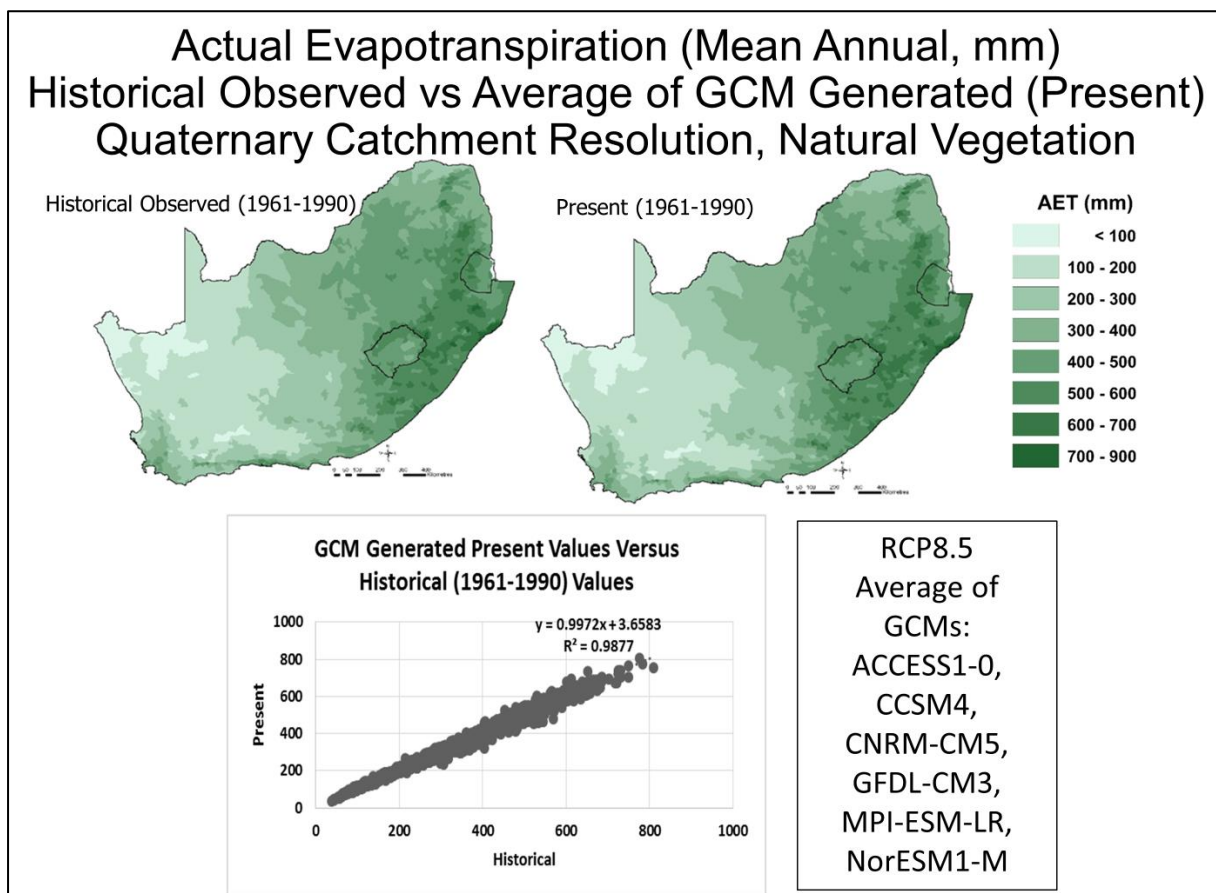 Actual Evapotranspiration (Mean Annual, mm)
Historical Observed vs Average of GCM Generated (Present)
Quaternary Catchment Resolution, Natural Vegetation
Historical Observed (1961-1990)
Present (1961-1990)
AET (mm)
< 100
100 - 200
200 - 300
300 - 400
400 - 500
500 - 600
600 - 700
700 - 900
GCM Generated Present Values Versus
Historical (1961-1990) Values
y = 0.9972x + 3.6583
R² = 0.9877
1000
800
600
400
200
0
Present
0 200 400 600 800 1000
Historical
RCP8.5
Average of
GCMs:
ACCESS1-0,
CCSM4,
CNRM-CM5,
GFDL-CM3,
MPI-ESM-LR,
NorESM1-M